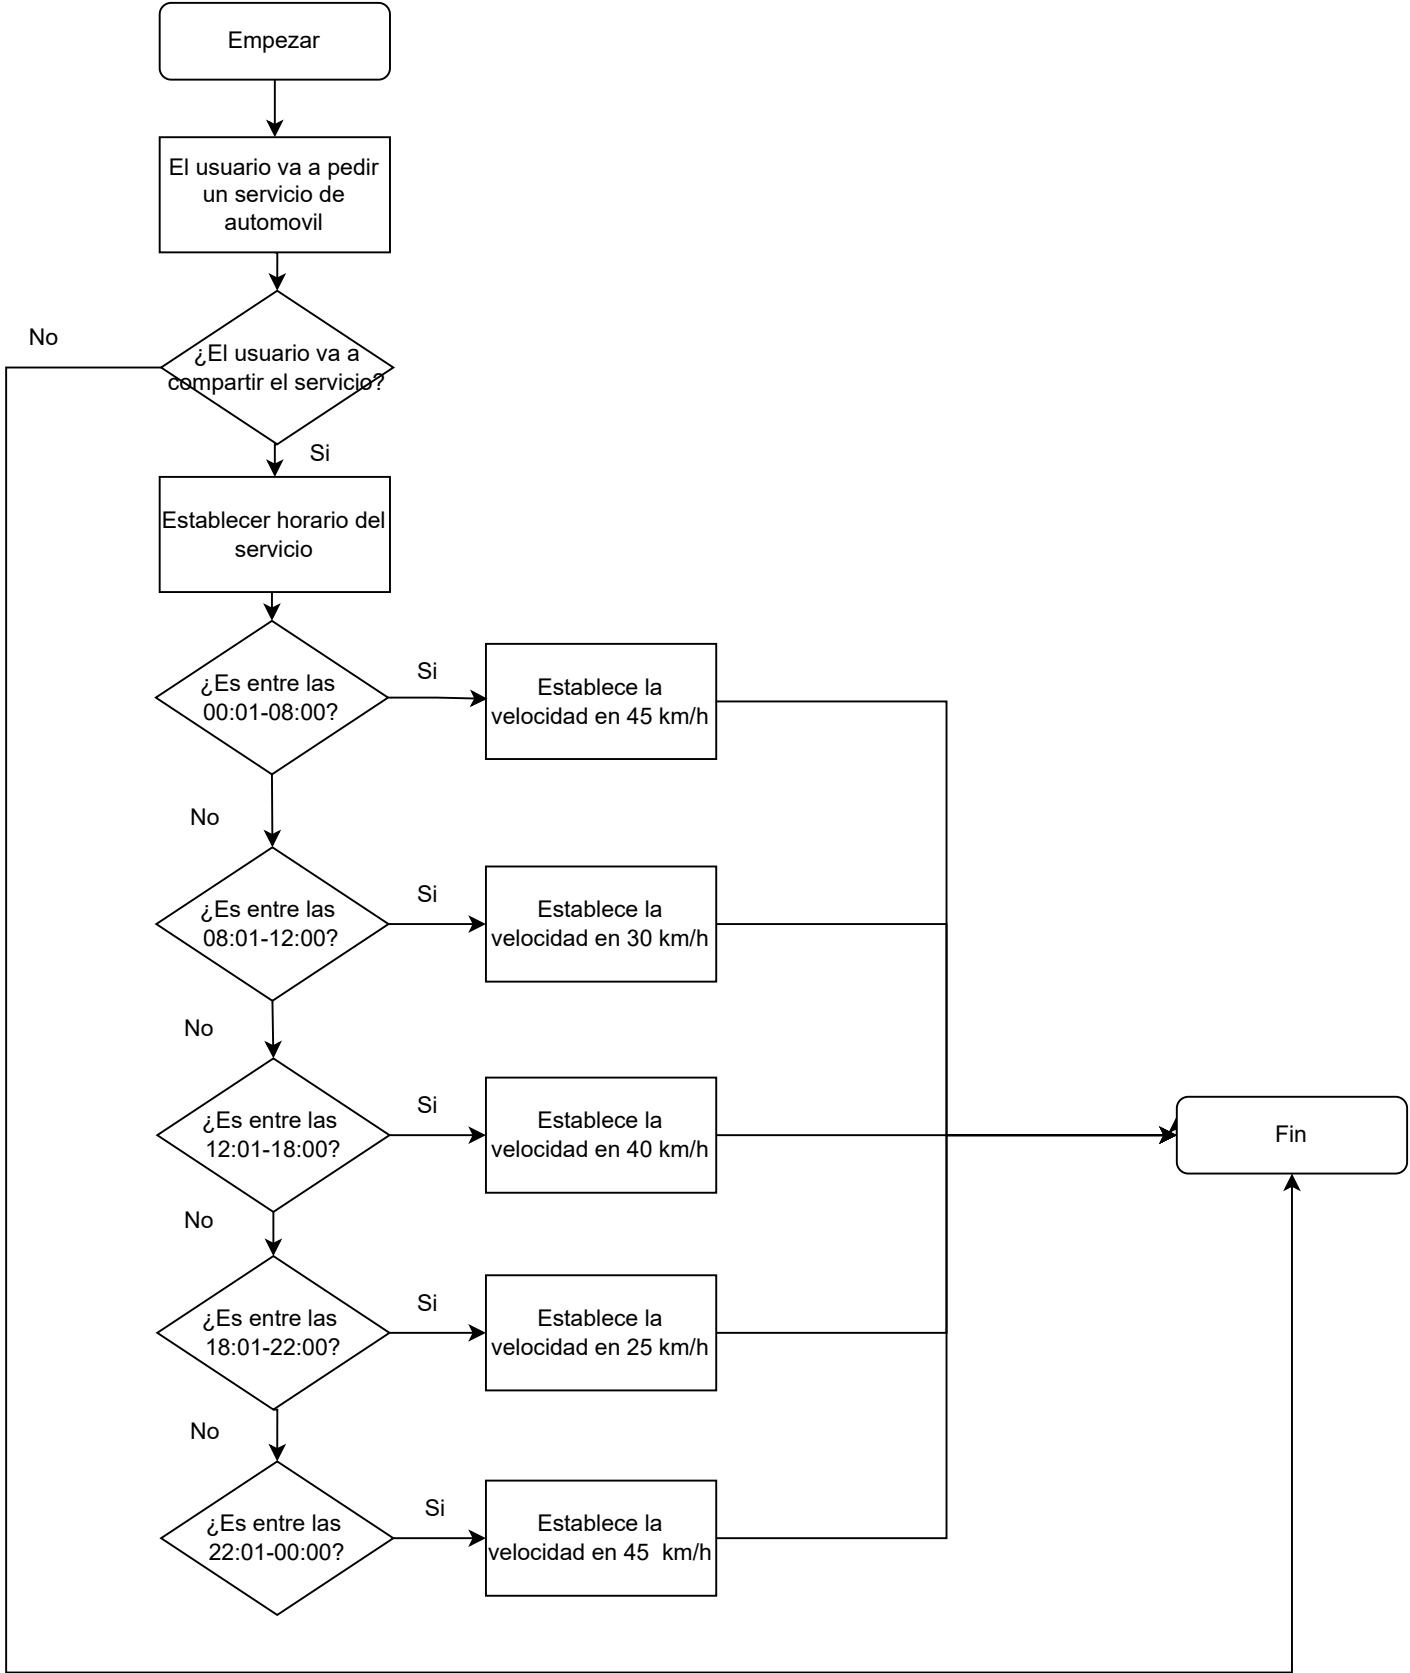 Empezar
El usuario va a pedir
un servicio de
automovil
No
¿El usuario va a
compartir el servicio?
Si
Establecer horario del
servicio
¿Es entre las
00:01-08:00?
Si
Establece la
velocidad en 45 km/h
No
¿Es entre las
08:01-12:00?
Si
Establece la
velocidad en 30 km/h
No
¿Es entre las
12:01-18:00?
Si
Establece la
velocidad en 40 km/h
Fin
No
¿Es entre las
18:01-22:00?
Si
Establece la
velocidad en 25 km/h
No
¿Es entre las
22:01-00:00?
Si
Establece la
velocidad en 45  km/h